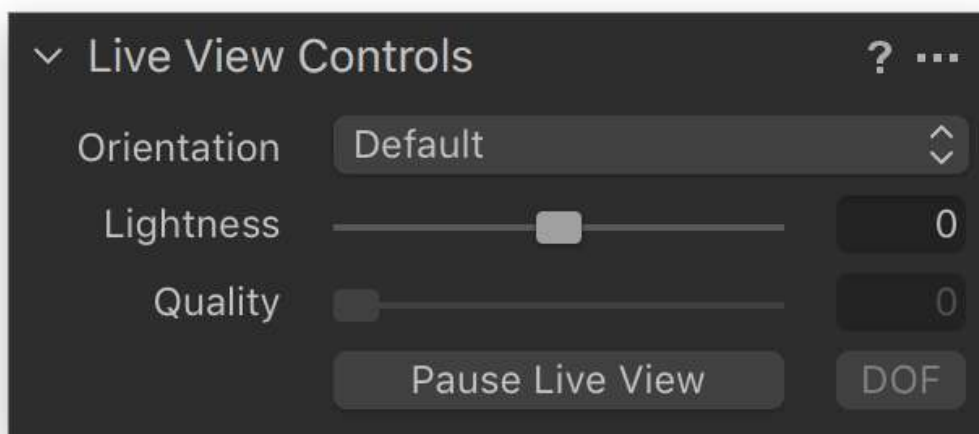 Live View Controls ? ...
Orientation Default
Lightness 0
Quality 0
Pause Live View DOF